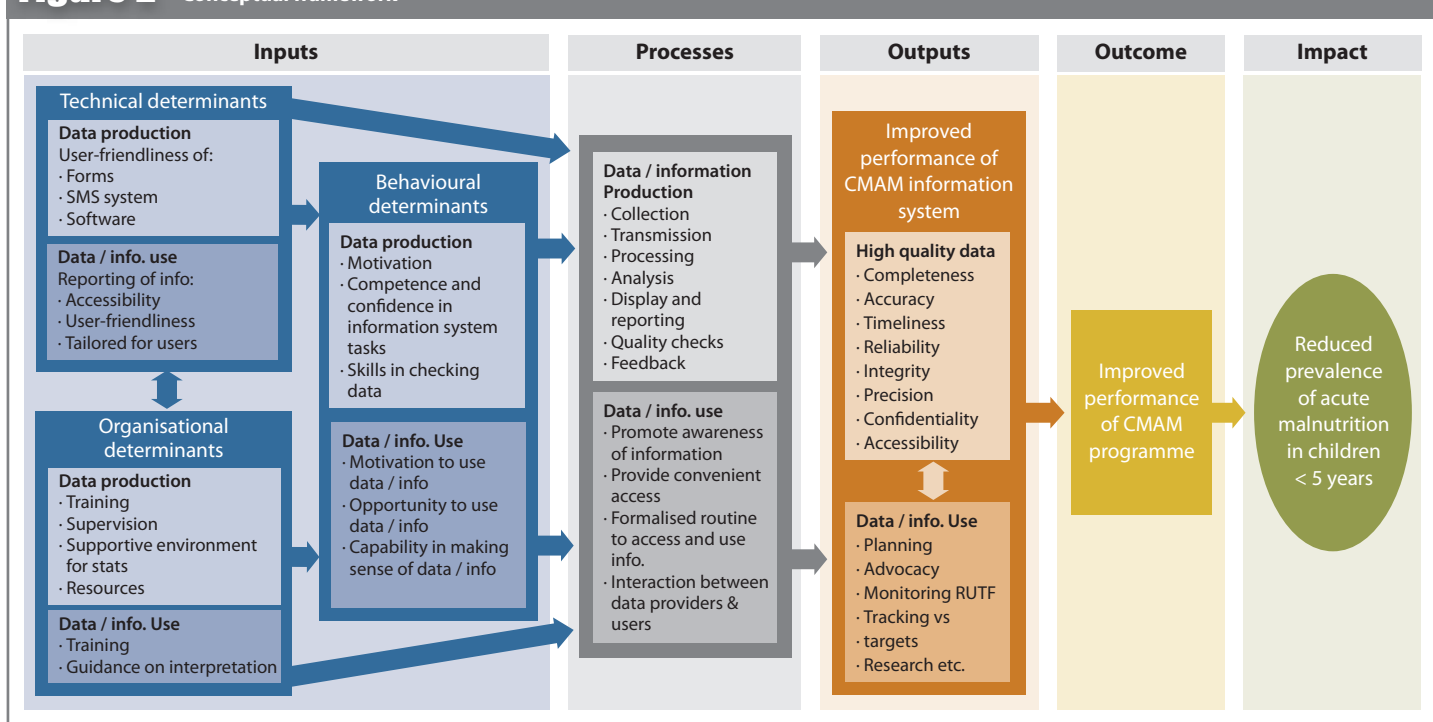 Inputs
Technical determinants
Data production
User-friendliness of:
· Forms
· SMS system
· Software
Data / info. use
Reporting of info:
· Accessibility
· User-friendliness
· Tailored for users
Organisational
determinants
Data production
· Training
· Supervision
· Supportive environment
for stats
· Resources
Data / info. Use
· Training
· Guidance on interpretation
Behavioural
determinants
Data production
· Motivation
· Competence and
confidence in
information system
tasks
· Skills in checking
data
Data / info. Use
· Motivation to use
data / info
· Opportunity to use
data / info
· Capability in making
sense of data / info
Processes
Data / information
Production
· Collection
· Transmission
· Processing
· Analysis
· Display and
reporting
· Quality checks
· Feedback
Data / info. use
· Promote awareness
of information
· Provide convenient
access
· Formalised routine
to access and use
info.
· Interaction between
data providers &
users
Outputs
Improved
performance of
CMAM information
system
High quality data
· Completeness
· Accuracy
· Timeliness
· Reliability
· Integrity
· Precision
· Confidentiality
· Accessibility
Data / info. Use
· Planning
· Advocacy
· Monitoring RUTF
· Tracking vs
· targets
· Research etc.
Outcome
Improved
performance
of CMAM
programme
Impact
Reduced
prevalence
of acute
malnutrition
in children
< 5 years